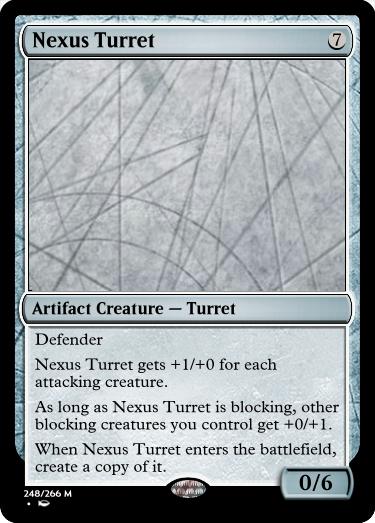 Nexus Turret 7
Artifact Creature — Turret
Defender
Nexus Turret gets +1/+0 for each
attacking creature.
As long as Nexus Turret is blocking, other
blocking creatures you control get +0/+1.
When Nexus Turret enters the battlefield,
create a copy of it.
0/6
248/266 M